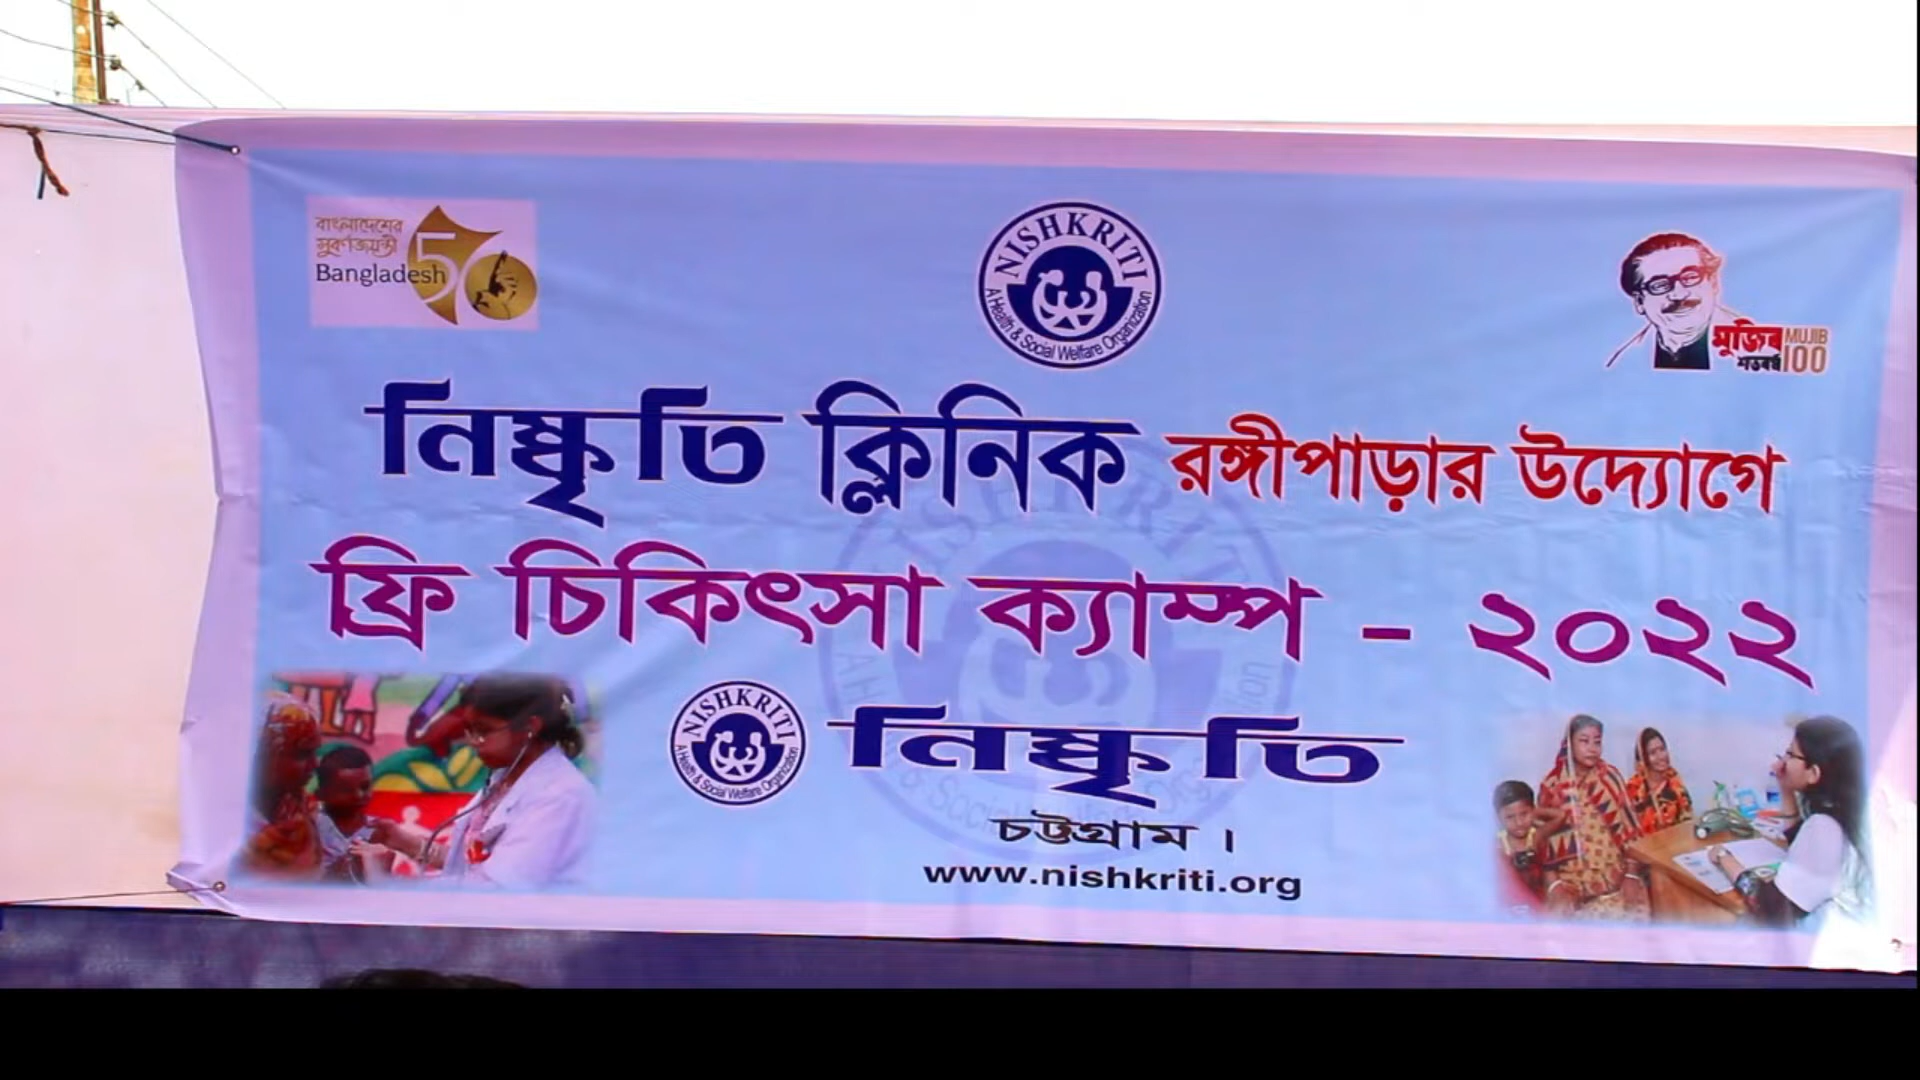 বাংলাদেশের
সুবর্ণজয়ন্তী
Bangladesh 50
NISHKRITI
A Health & Social Welfare Organization
মুজিব MUJIB
শতবর্ষ 100
নিষ্কৃতি ক্লিনিক রঙ্গীপাড়ার উদ্যোগে
ফ্রি চিকিৎসা ক্যাম্প - ২০২২
NISHKRITI
A Health & Social Welfare Organization
নিষ্কৃতি
চট্টগ্রাম ।
www.nishkriti.org